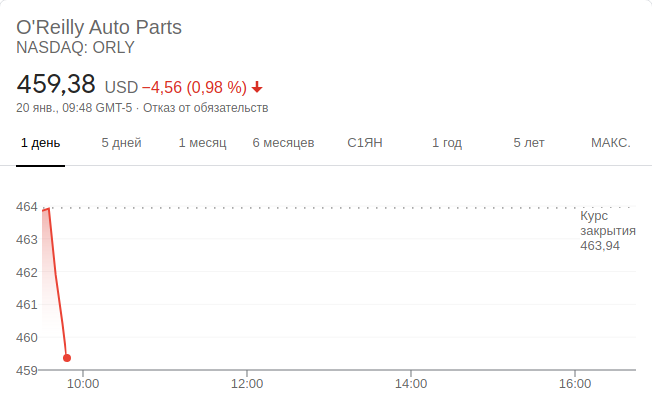 O'Reilly Auto Parts
NASDAQ: ORLY
459,38 USD −4,56 (0,98 %)
20 янв., 09:48 GMT-5 · Отказ от обязательств
1 день 5 дней 1 месяц 6 месяцев С1ЯН 1 год 5 лет МАКС.
464
Курс
закрытия
463,94
463
462
461
460
459
10:00 12:00 14:00 16:00